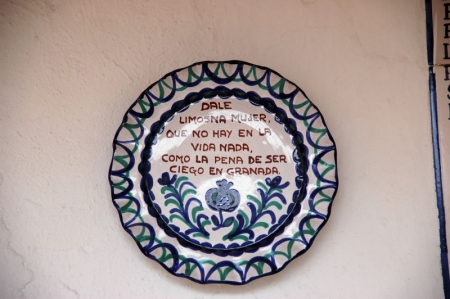 DALE
LIMOSNA MUJER,
QUE NO HAY EN LA
VIDA NADA,
COMO LA PENA DE SER
CIEGO EN GRANADA.